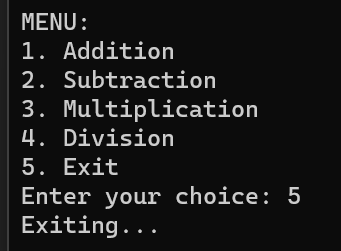 MENU:
1. Addition
2. Subtraction
3. Multiplication
4. Division
5. Exit
Enter your choice: 5
Exiting...